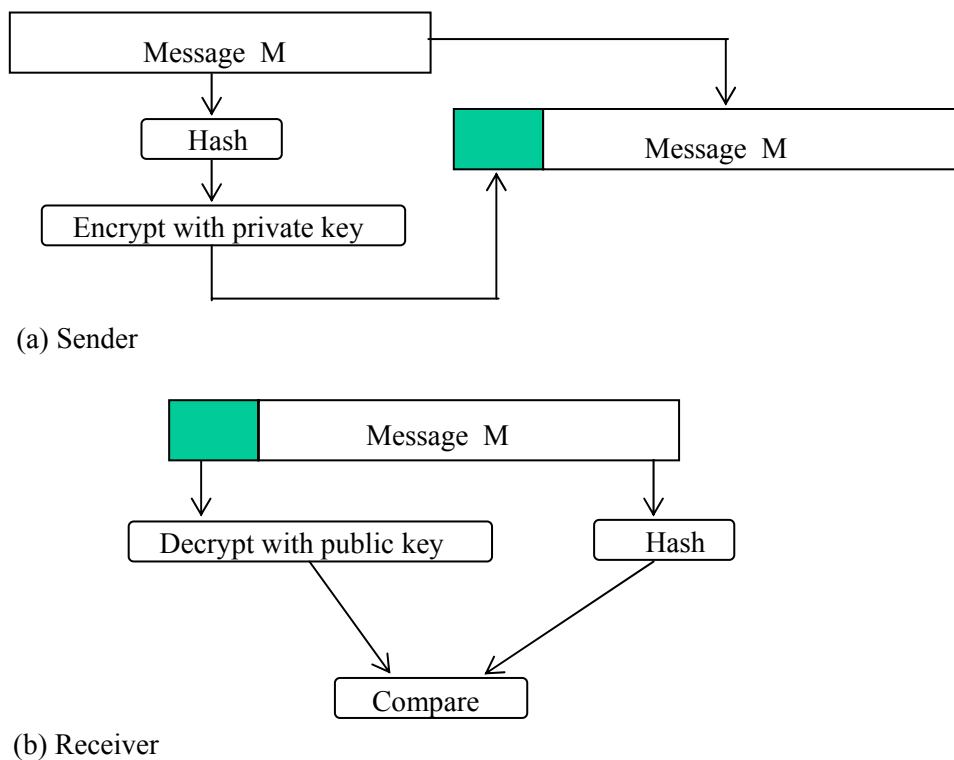 Message M
Hash
Message M
Encrypt with private key
(a) Sender
Message M
Decrypt with public key
Hash
Compare
(b) Receiver